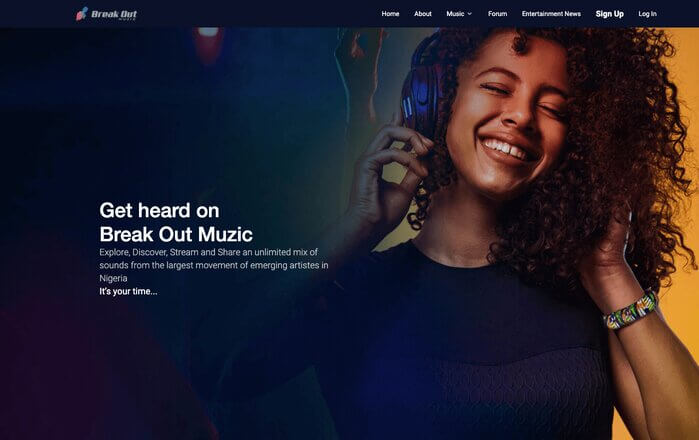 Break Out
MUZIC
Home About Music Forum Entertainment News Sign Up Log In
Get heard on
Break Out Muzic
Explore, Discover, Stream and Share an unlimited mix of
sounds from the largest movement of emerging artistes in
Nigeria
It's your time...